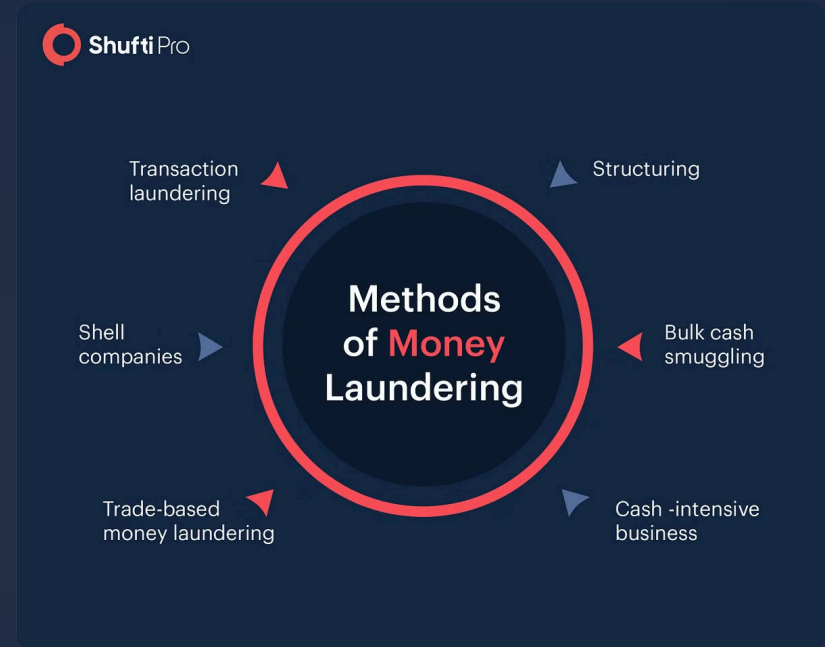 Shufti Pro
Transaction
laundering
Structuring
Shell
companies
Methods
of Money
Laundering
Bulk cash
smuggling
Trade-based
money laundering
Cash -intensive
business